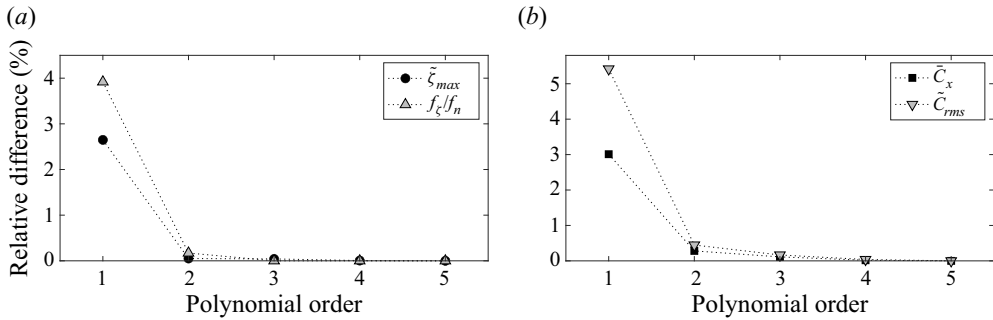 (a)
Relative difference (%)
4
3
2
1
0
1 2 3 4 5
Polynomial order
ζ̃max
fζ/fn
(b)
5
4
3
2
1
0
1 2 3 4 5
Polynomial order
C̄x
C̃rms